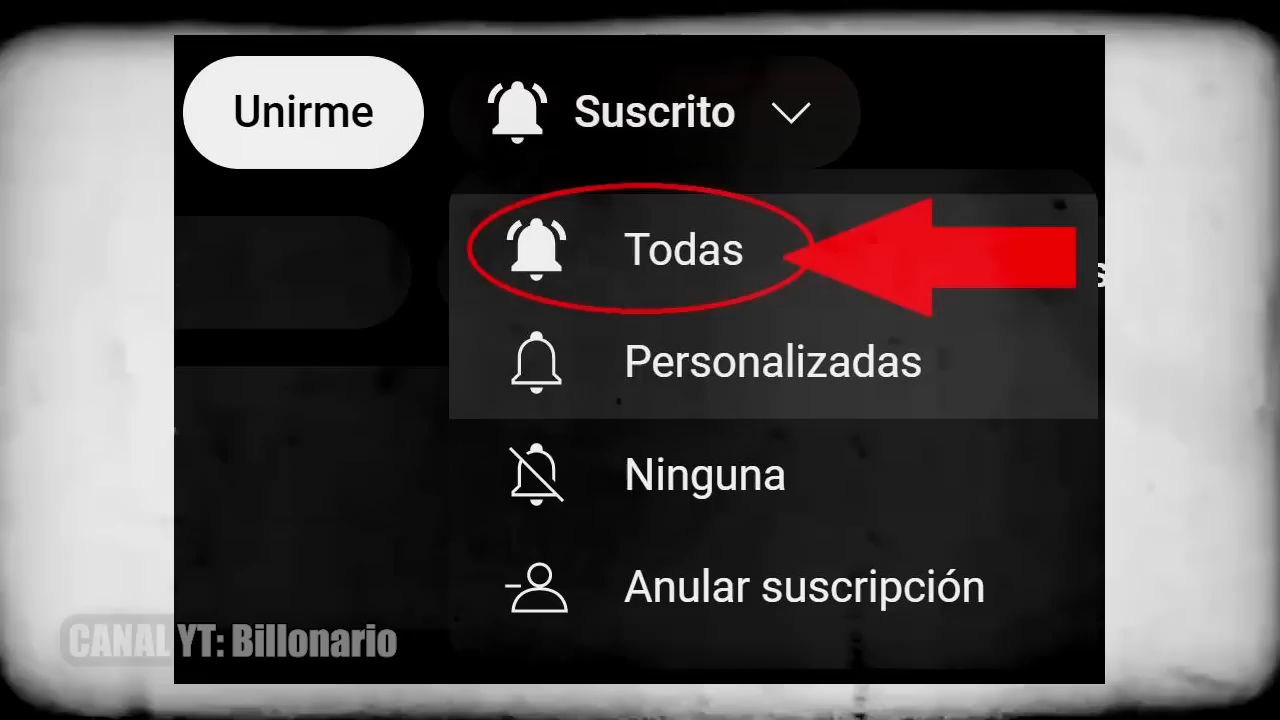 Unirme
Suscrito
Todas
Personalizadas
Ninguna
Anular suscripción
CANAL YT: Billonario